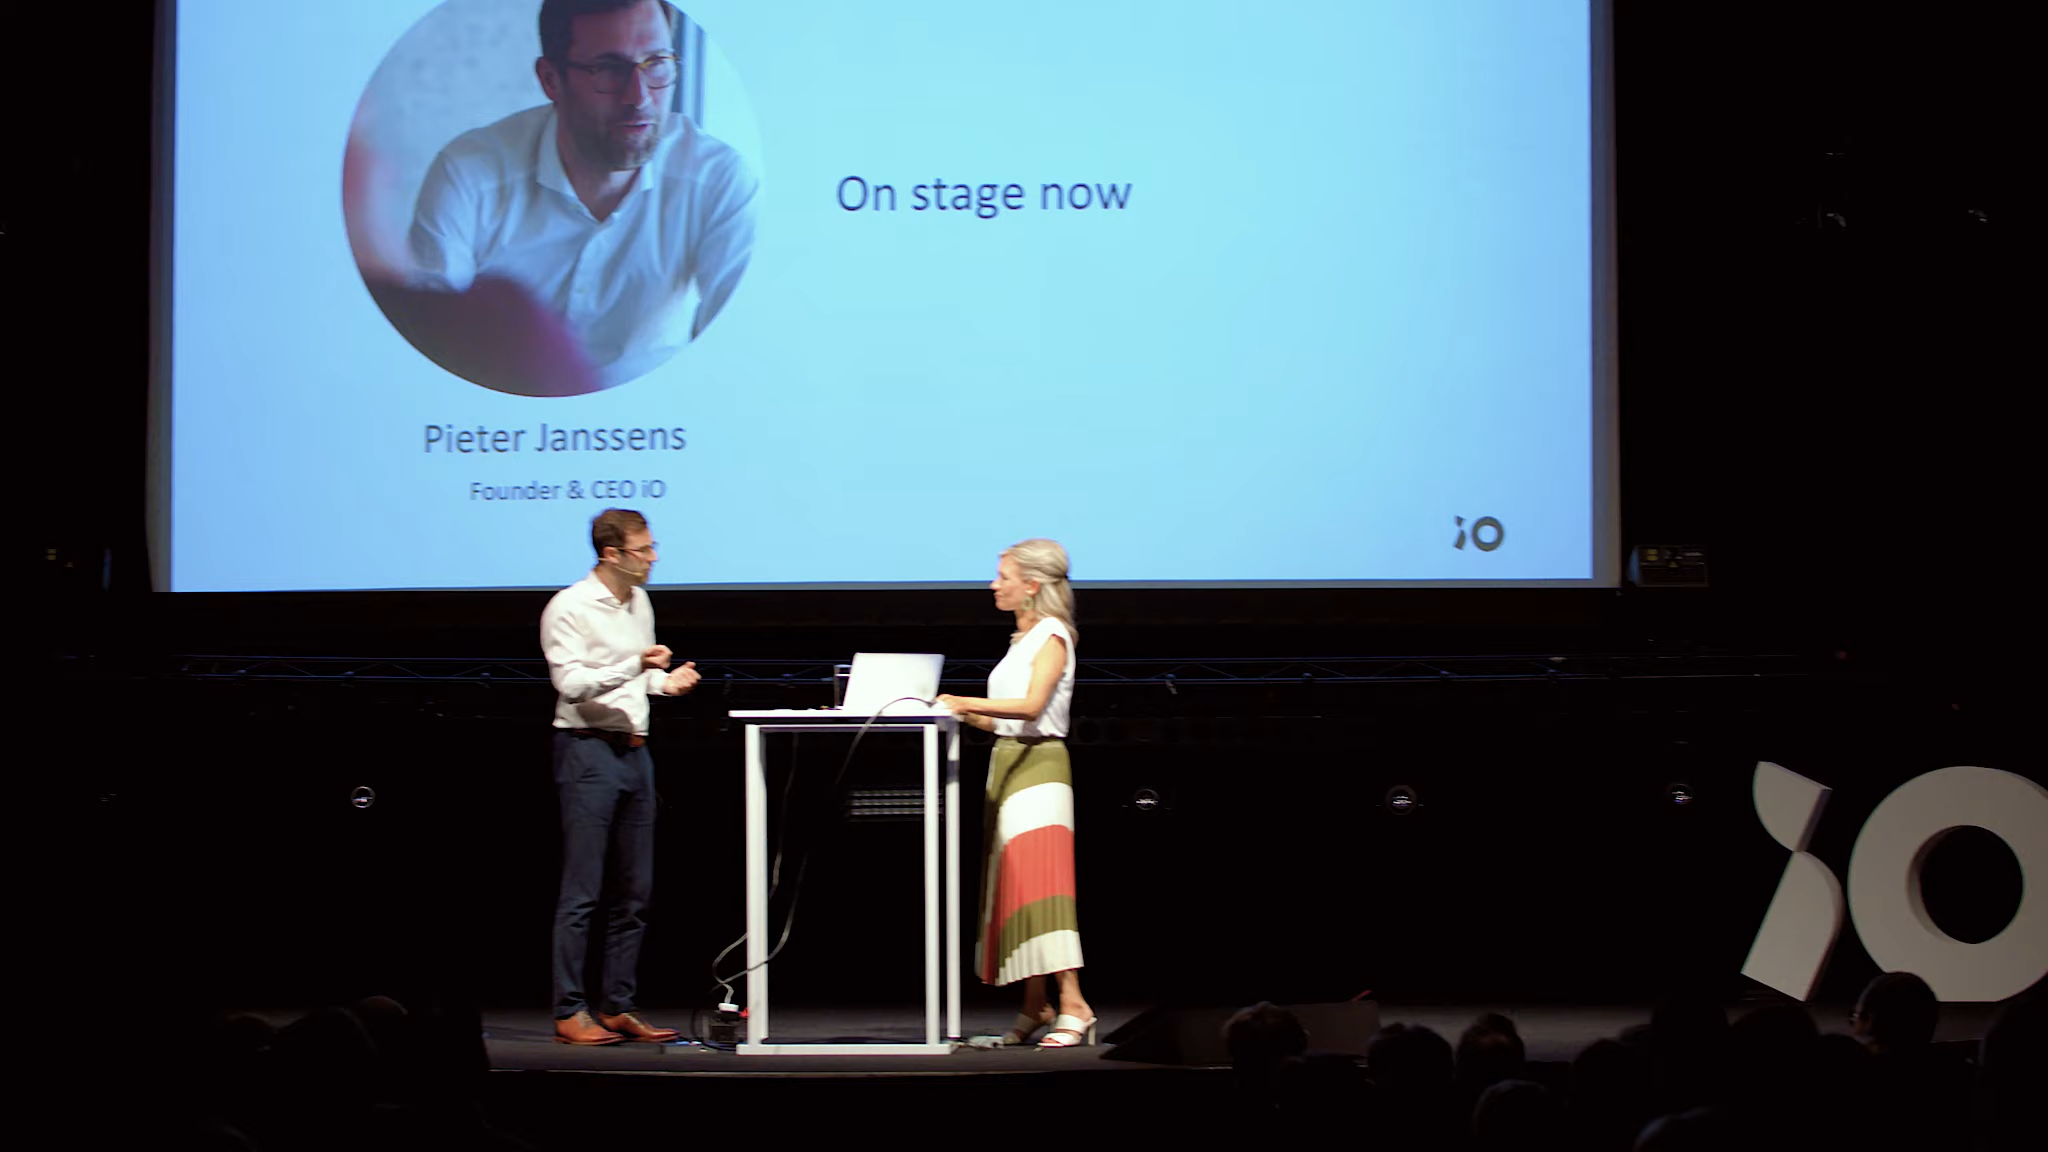 On stage now
Pieter Janssens
Founder & CEO iO
iO
iO